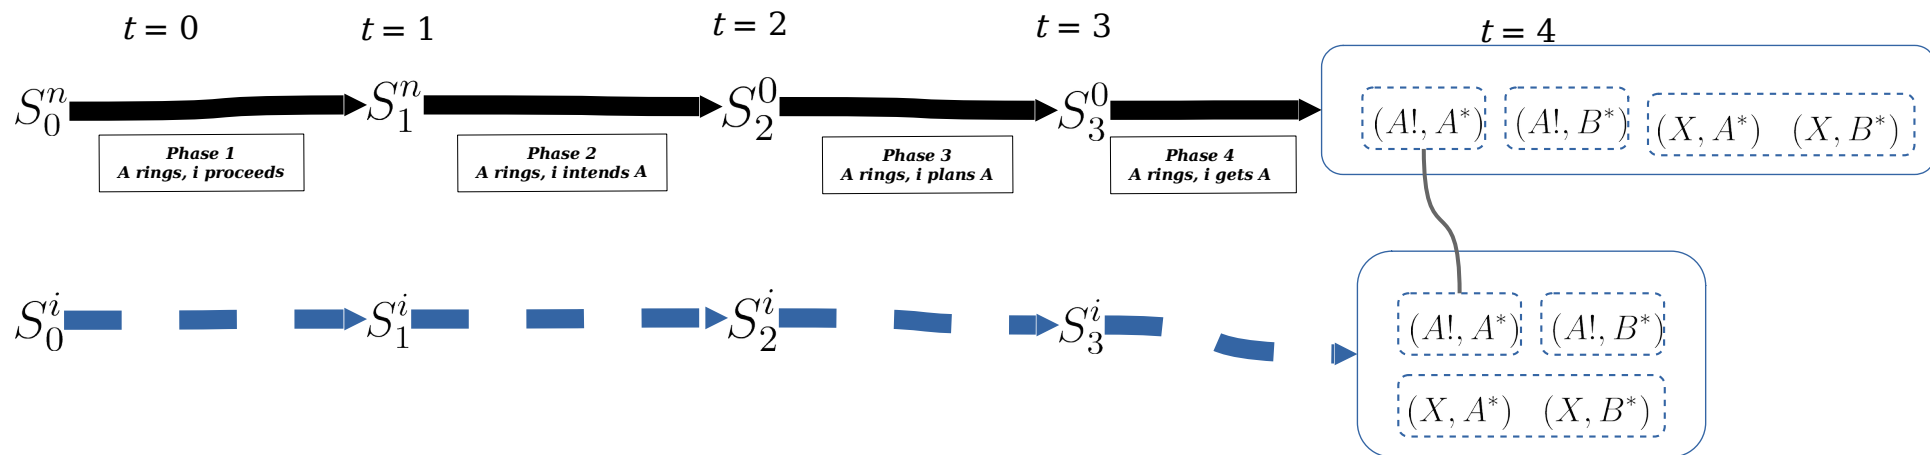 t = 0 t = 1 t = 2 t = 3 t = 4
S_0^n S_1^n S_2^0 S_3^0 (A!, A*) (A!, B*) (X, A*) (X, B*)
Phase 1
A rings, i proceeds
Phase 2
A rings, i intends A
Phase 3
A rings, i plans A
Phase 4
A rings, i gets A
S_0^i S_1^i S_2^i S_3^i (A!, A*) (A!, B*)
(X, A*) (X, B*)